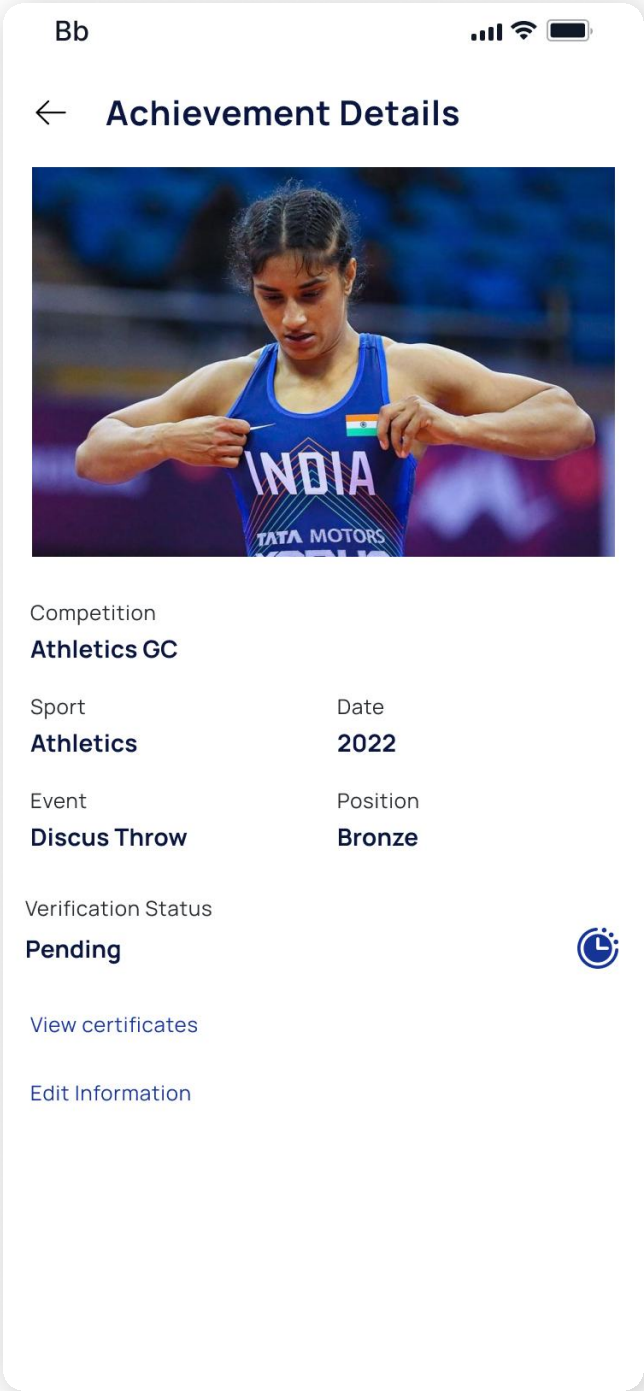 Bb
Achievement Details
INDIA
TATA MOTORS
Competition
Athletics GC
Sport
Date
Athletics
2022
Event
Position
Discus Throw
Bronze
Verification Status
Pending
View certificates
Edit Information